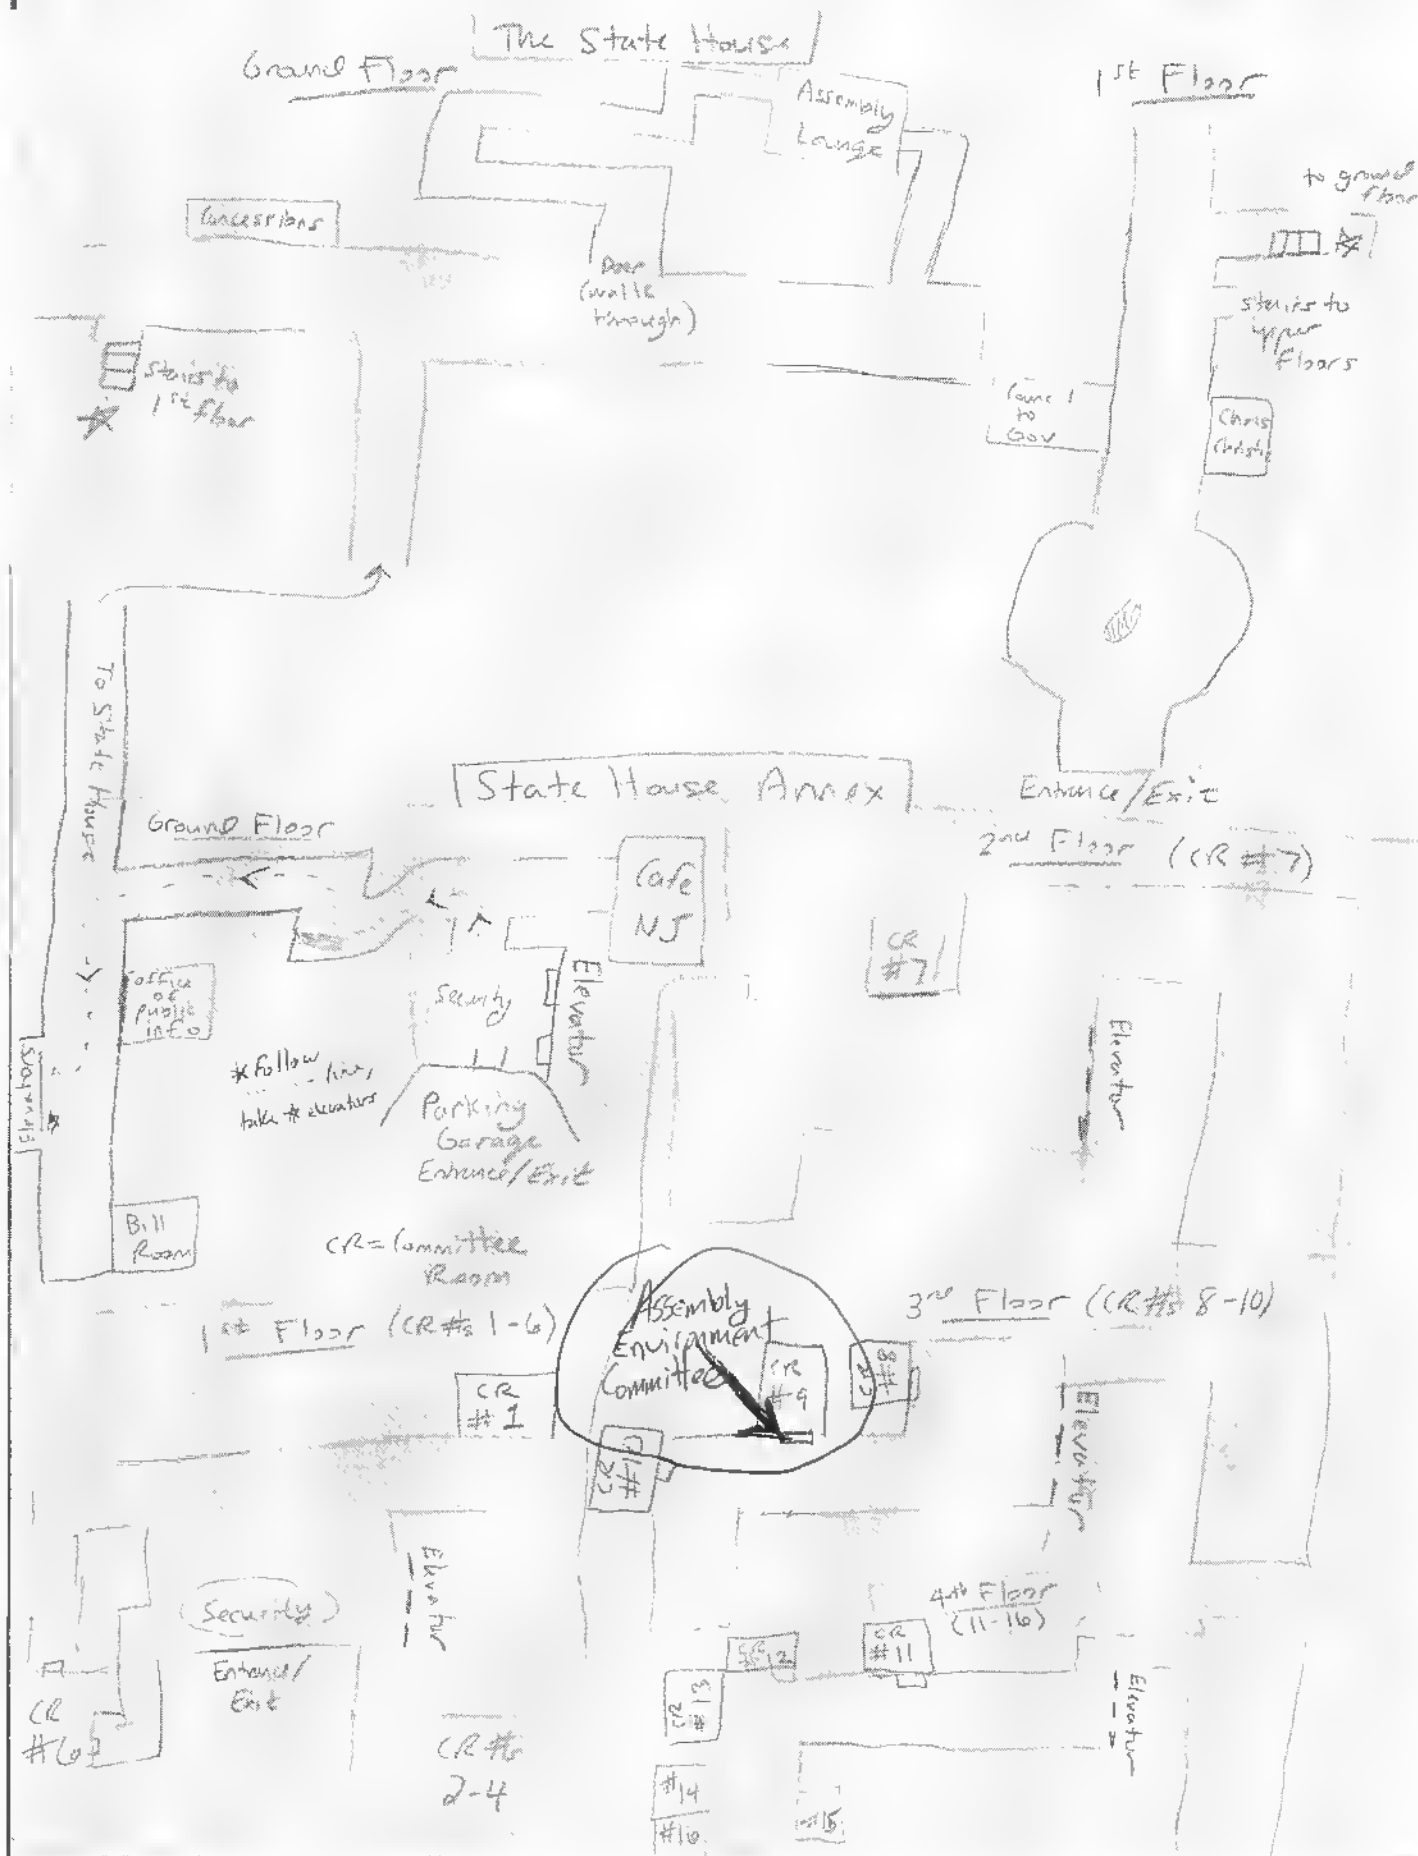 The State House
Ground Floor
1st Floor
Assembly
Lounge
to ground
floor
Concessions
Door
(walk
through)
stairs to
upper
Floors
Stairs to
1st floor
to
Gov
Chris
Christie
To State House
State House Annex
Entrance/Exit
Ground Floor
2nd Floor (CR #7)
Cafe
NJ
CR
#7
office
of
public
info
Security
Elevator
Elevator
* Follow
line,
take * elevators
Elevators
Parking
Garage
Entrance/Exit
Bill
Room
CR = Committee
Room
1st Floor (CR #s 1-6)
Assembly
Environment
Committee
3rd Floor (CR #s 8-10)
CR
#1
CR
#9
CR
#8
CR
#10
Elevator
Elevator
Security
Entrance/
Exit
4th Floor
(11-16)
CR
#12
CR
#11
CR
#13
Elevator
CR
#6
CR #s
2-4
#14
#16
#15